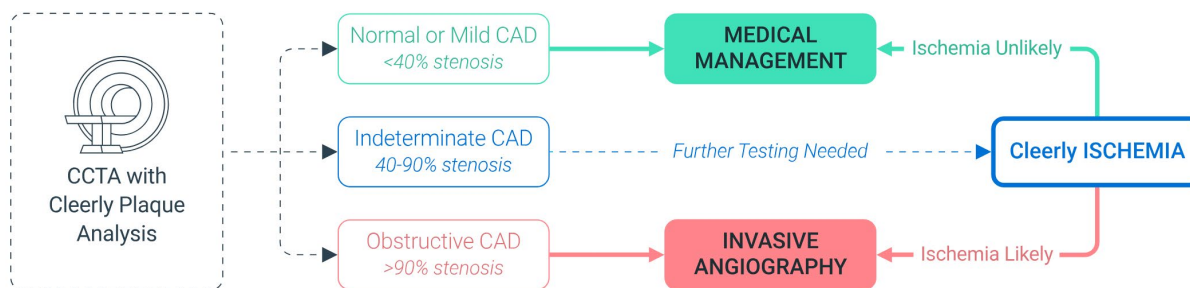 CCTA with
Cleerly Plaque
Analysis
Normal or Mild CAD
<40% stenosis
MEDICAL
MANAGEMENT
Ischemia Unlikely
Indeterminate CAD
40-90% stenosis
Further Testing Needed
Cleerly ISCHEMIA
Obstructive CAD
>90% stenosis
INVASIVE
ANGIOGRAPHY
Ischemia Likely